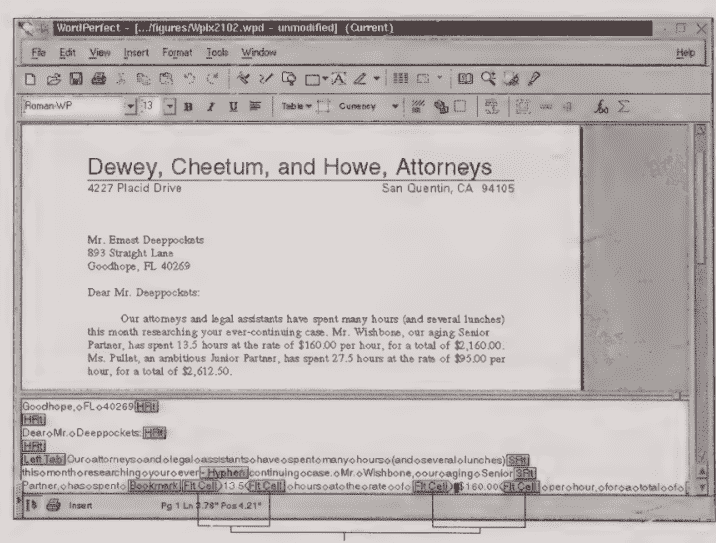 WordPerfect - [.../figures/Wplx2102.wpd - unmodified] (Current)
File Edit View Insert Format Tools Window Help
Roman-WP 13 B I U Table Currency
Dewey, Cheetum, and Howe, Attorneys
4227 Placid Drive San Quentin, CA 94105
Mr. Ernest Deeppockets
893 Straight Lane
Goodhope, FL 40269
Dear Mr. Deeppockets:
Our attorneys and legal assistants have spent many hours (and several lunches)
this month researching your ever-continuing case. Mr. Wishbone, our aging Senior
Partner, has spent 13.5 hours at the rate of $160.00 per hour, for a total of $2,160.00.
Ms. Pullet, an ambitious Junior Partner, has spent 27.5 hours at the rate of $95.00 per
hour, for a total of $2,612.50.
Goodhope,⋄FL⋄40269 HRt
HRt
Dear⋄Mr.⋄Deeppockets: HRt
HRt
Left Tab Our⋄attorneys⋄and⋄legal⋄assistants⋄have⋄spent⋄many⋄hours⋄(and⋄several⋄lunches) SRt
this⋄month⋄researching⋄your⋄ever - Hyphen continuing⋄case.⋄Mr.⋄Wishbone,⋄our⋄aging⋄Senior SRt
Partner,⋄has⋄spent⋄ Bookmark Flt Cell 13.5 Flt Cell ⋄hours⋄at⋄the⋄rate⋄of⋄ Flt Cell $160.00 Flt Cell ⋄per⋄hour,⋄for⋄a⋄total⋄of⋄
Insert Pg 1 Ln 3.78" Pos 4.21"